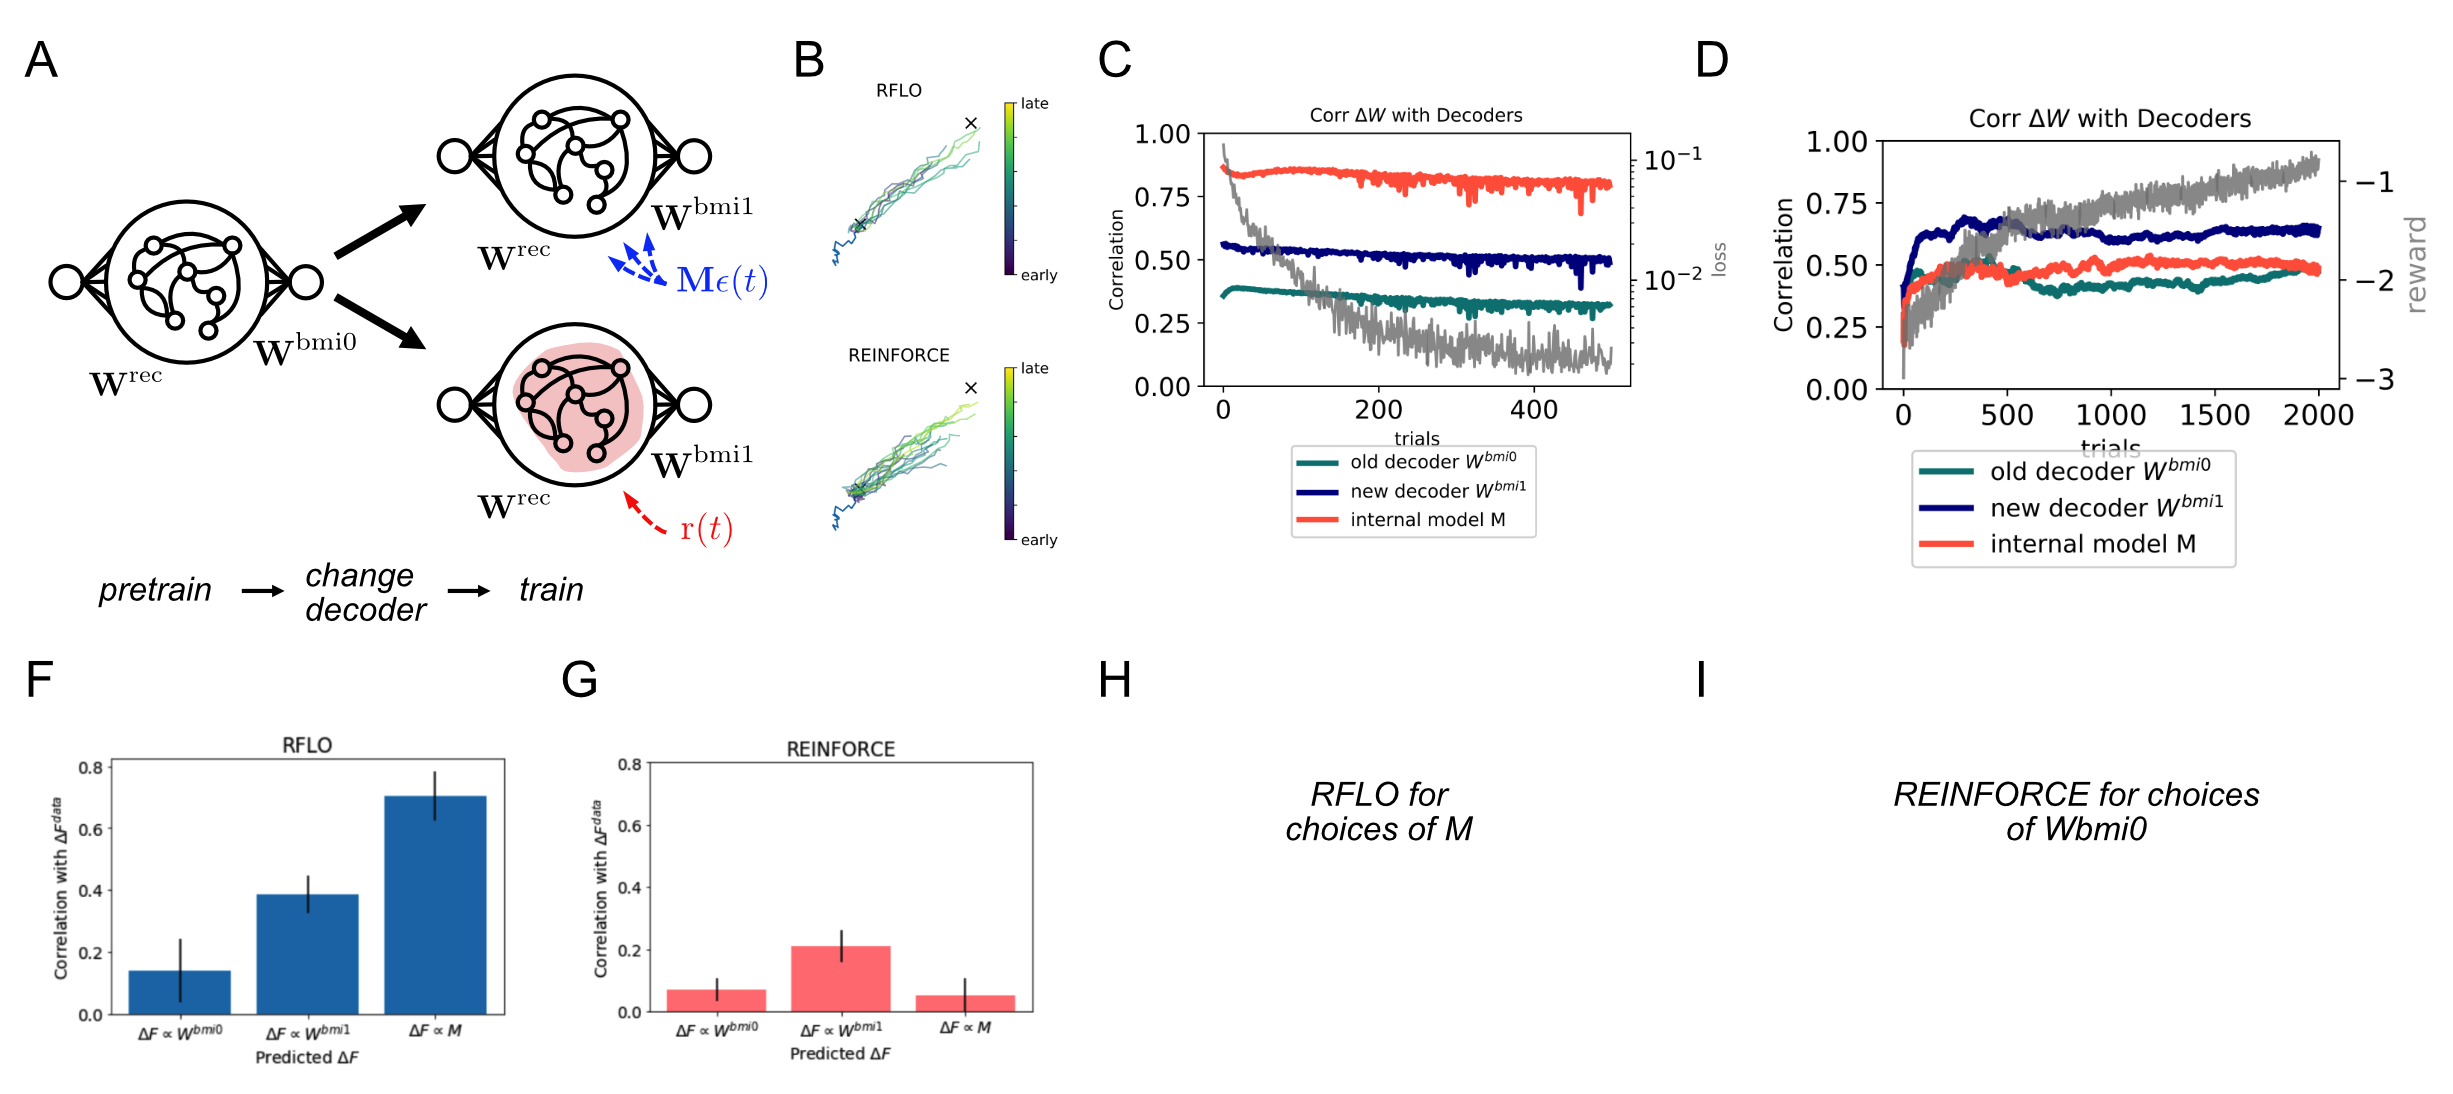 A
W^rec
W^bmi0
W^rec
W^bmi1
Mϵ(t)
W^rec
W^bmi1
r(t)
pretrain
change
decoder
train
B
RFLO
late
early
REINFORCE
late
early
C
Corr ΔW with Decoders
1.00
0.75
0.50
0.25
0.00
Correlation
10^−1
10^−2
loss
0 200 400
trials
old decoder W^bmi0
new decoder W^bmi1
internal model M
D
Corr ΔW with Decoders
1.00
0.75
0.50
0.25
0.00
Correlation
−1
−2
−3
reward
0 500 1000 1500 2000
trials
old decoder W^bmi0
new decoder W^bmi1
internal model M
F
RFLO
0.8
0.6
0.4
0.2
0.0
Correlation with ΔF^data
ΔF ∝ W^bmi0 ΔF ∝ W^bmi1 ΔF ∝ M
Predicted ΔF
G
REINFORCE
0.8
0.6
0.4
0.2
0.0
Correlation with ΔF^data
ΔF ∝ W^bmi0 ΔF ∝ W^bmi1 ΔF ∝ M
Predicted ΔF
H
RFLO for
choices of M
I
REINFORCE for choices
of Wbmi0